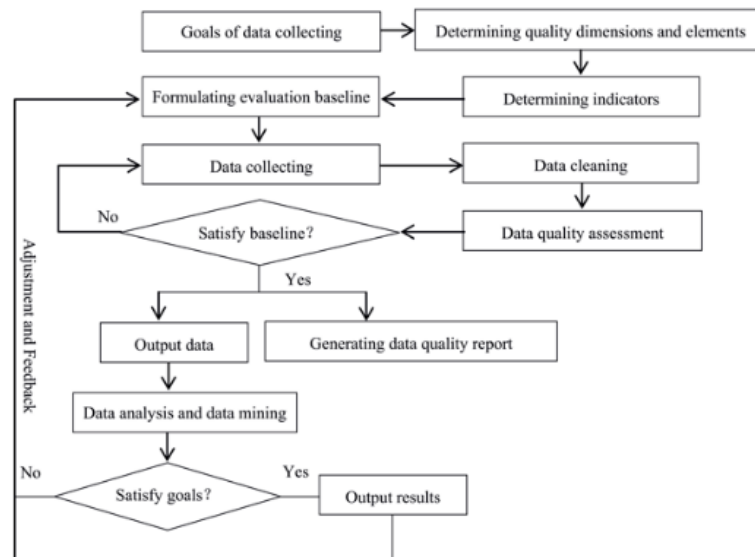 Goals of data collecting
Determining quality dimensions and elements
Formulating evaluation baseline
Determining indicators
Data collecting
Data cleaning
No
Satisfy baseline?
Data quality assessment
Yes
Adjustment and Feedback
Output data
Generating data quality report
Data analysis and data mining
No
Satisfy goals?
Yes
Output results